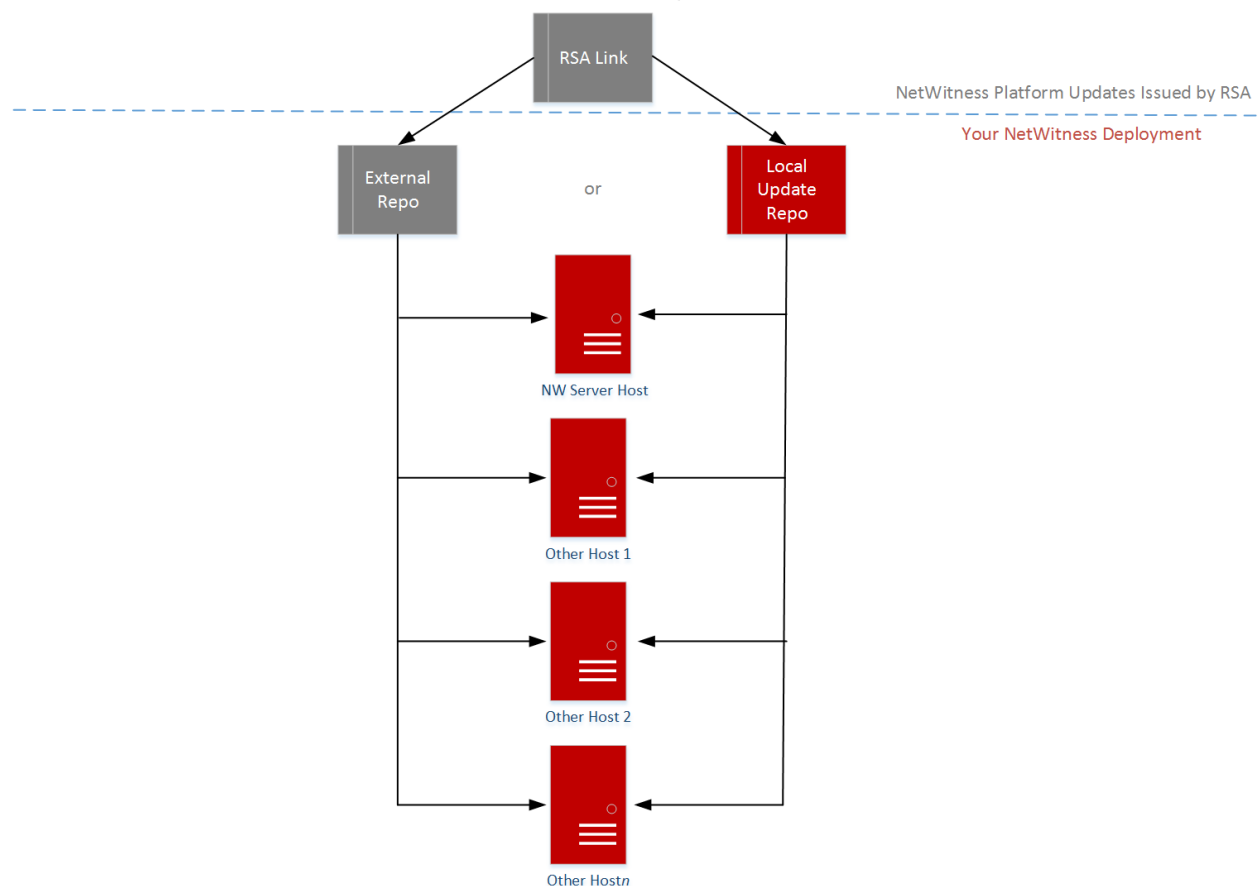 RSA Link
NetWitness Platform Updates Issued by RSA
Your NetWitness Deployment
External
Repo
or
Local
Update
Repo
NW Server Host
Other Host 1
Other Host 2
Other Hostn